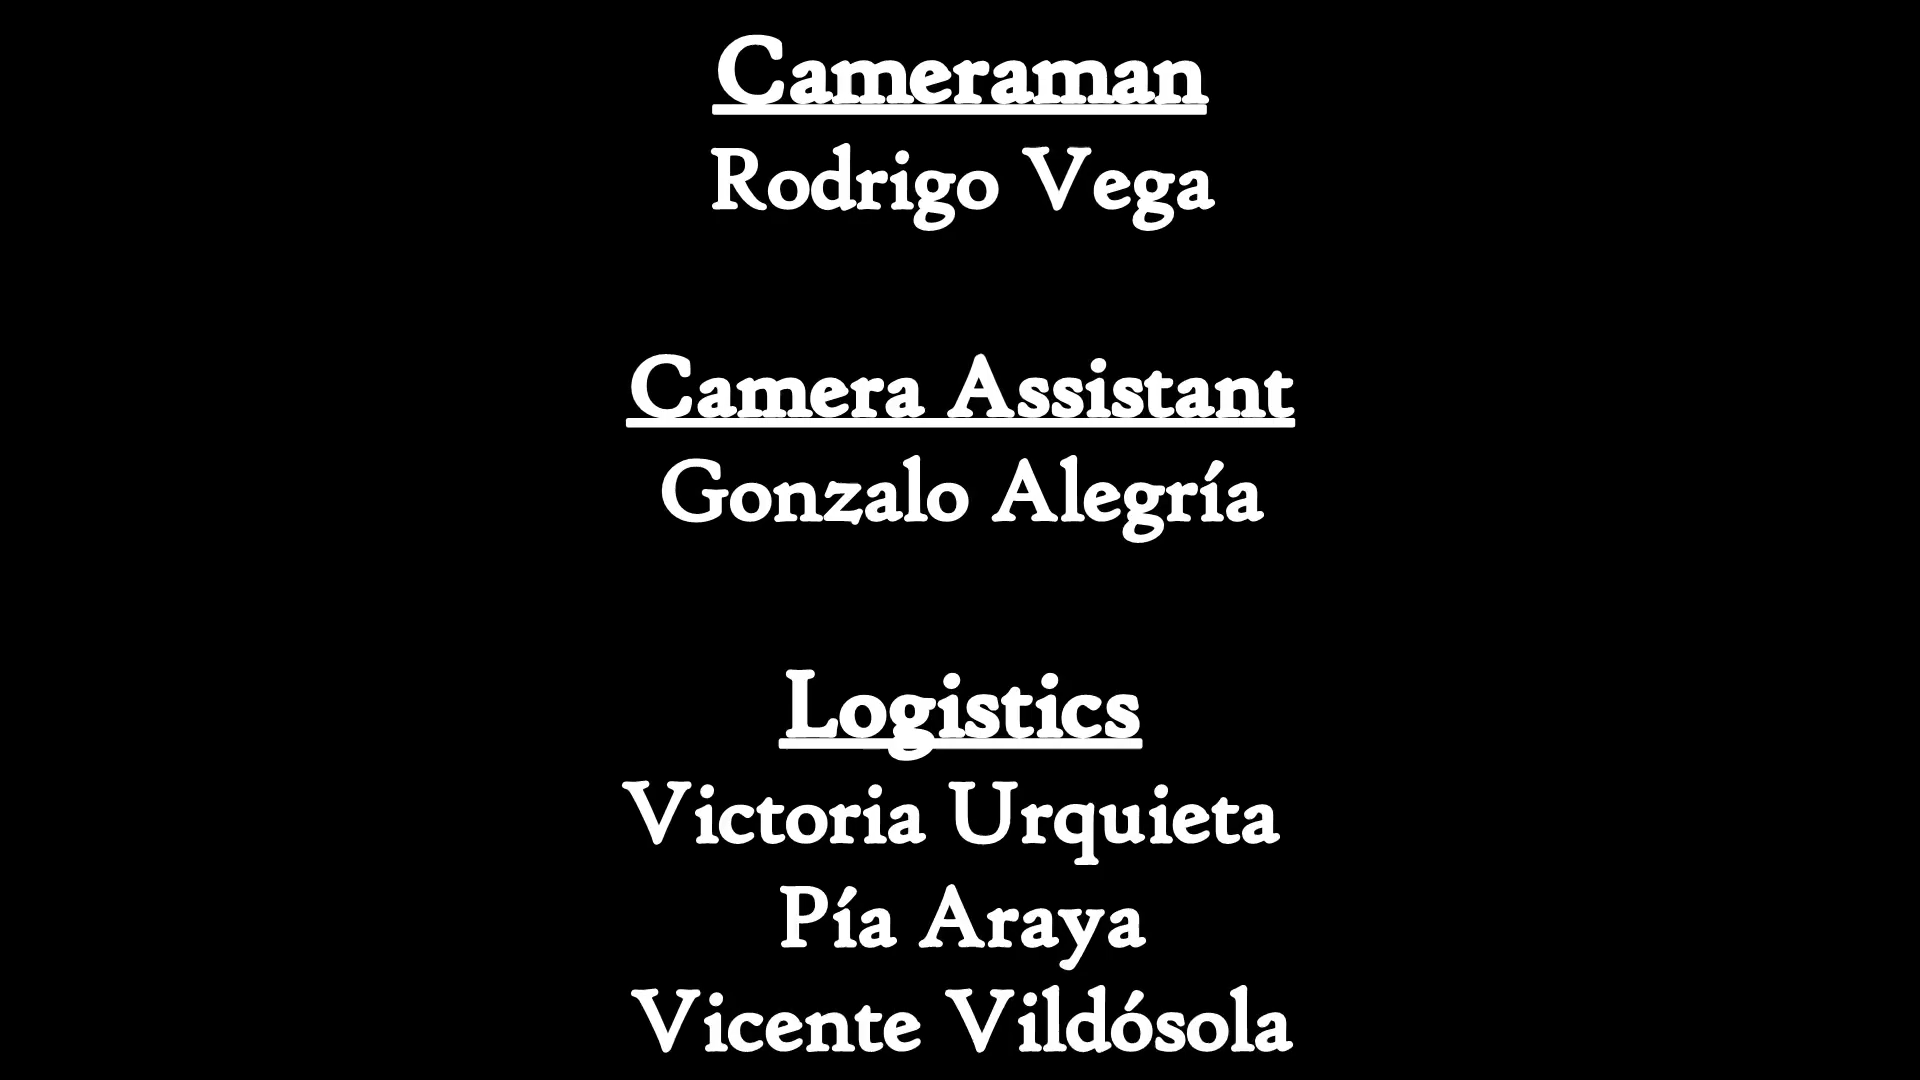 Cameraman
Rodrigo Vega
Camera Assistant
Gonzalo Alegría
Logistics
Victoria Urquieta
Pía Araya
Vicente Vildósola